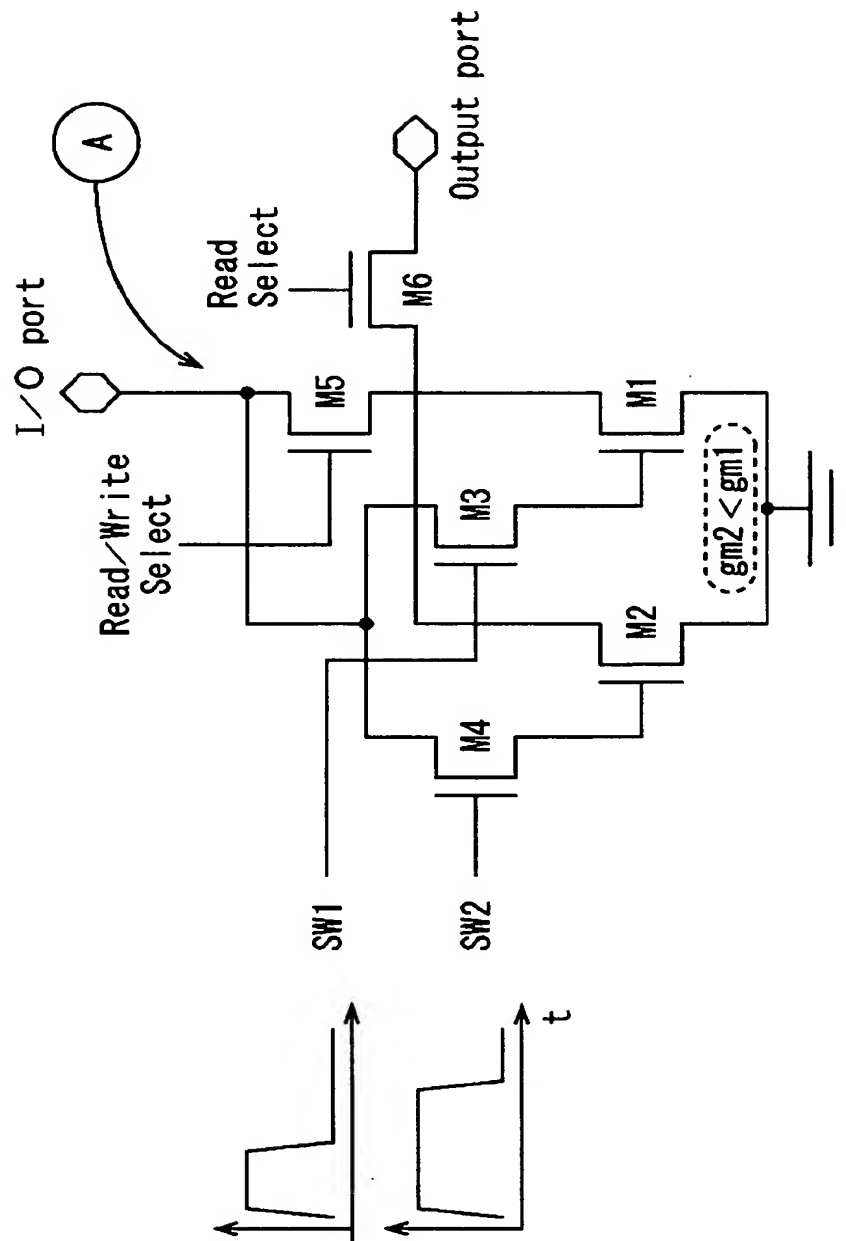 A
I/O port
Output port
Read
Select
M6
M5
Read/Write
Select
M3
M1
M4
M2
gm2 < gm1
SW1
SW2
t